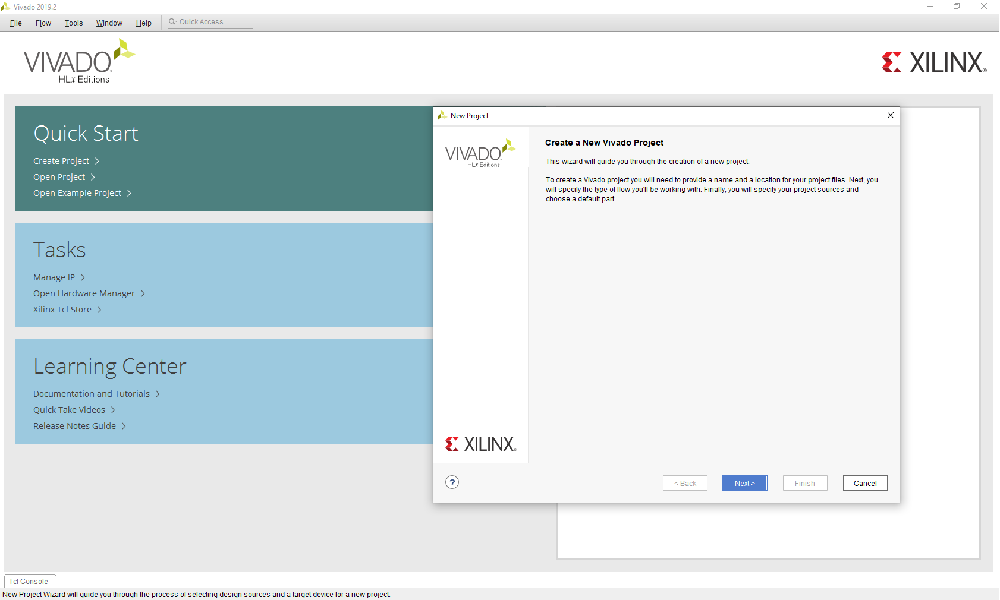 Vivado 2019.2
File Flow Tools Window Help Quick Access
VIVADO®
HLx Editions
XILINX®
Quick Start
Create Project >
Open Project >
Open Example Project >
Tasks
Manage IP >
Open Hardware Manager >
Xilinx Tcl Store >
Learning Center
Documentation and Tutorials >
Quick Take Videos >
Release Notes Guide >
New Project
VIVADO®
HLx Editions
Create a New Vivado Project
This wizard will guide you through the creation of a new project.
To create a Vivado project you will need to provide a name and a location for your project files. Next, you
will specify the type of flow you'll be working with. Finally, you will specify your project sources and
choose a default part.
XILINX®
? < Back Next > Finish Cancel
Tcl Console
New Project Wizard will guide you through the process of selecting design sources and a target device for a new project.